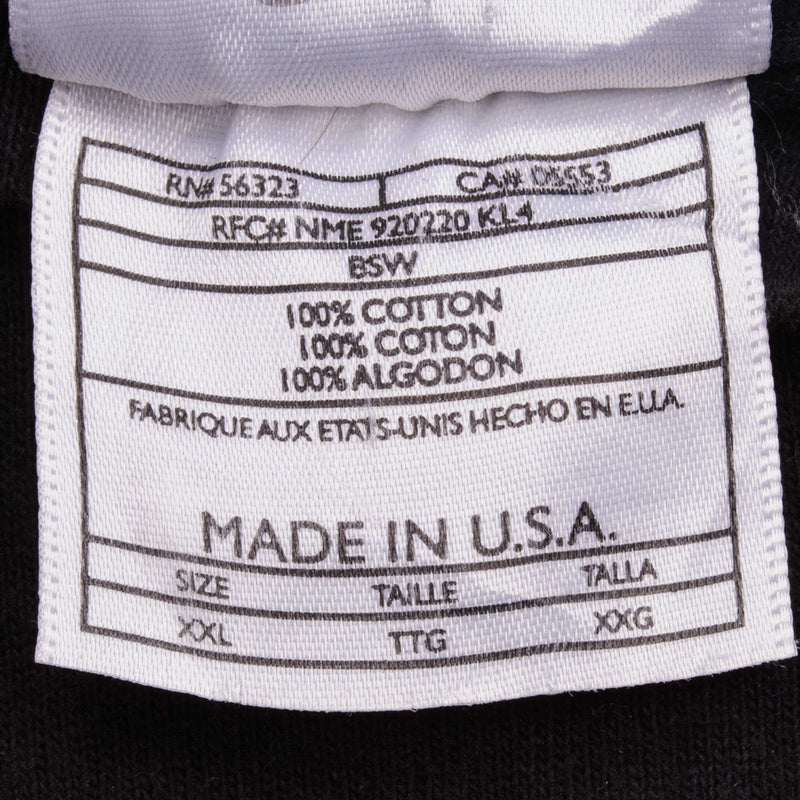 RN# 56323 CA# 05553
RFC# NME 920220 KL4
BSW
100% COTTON
100% COTON
100% ALGODON
FABRIQUE AUX ETATS-UNIS HECHO EN E.U.A.
MADE IN U.S.A.
SIZE TAILLE TALLA
XXL TTG XXG